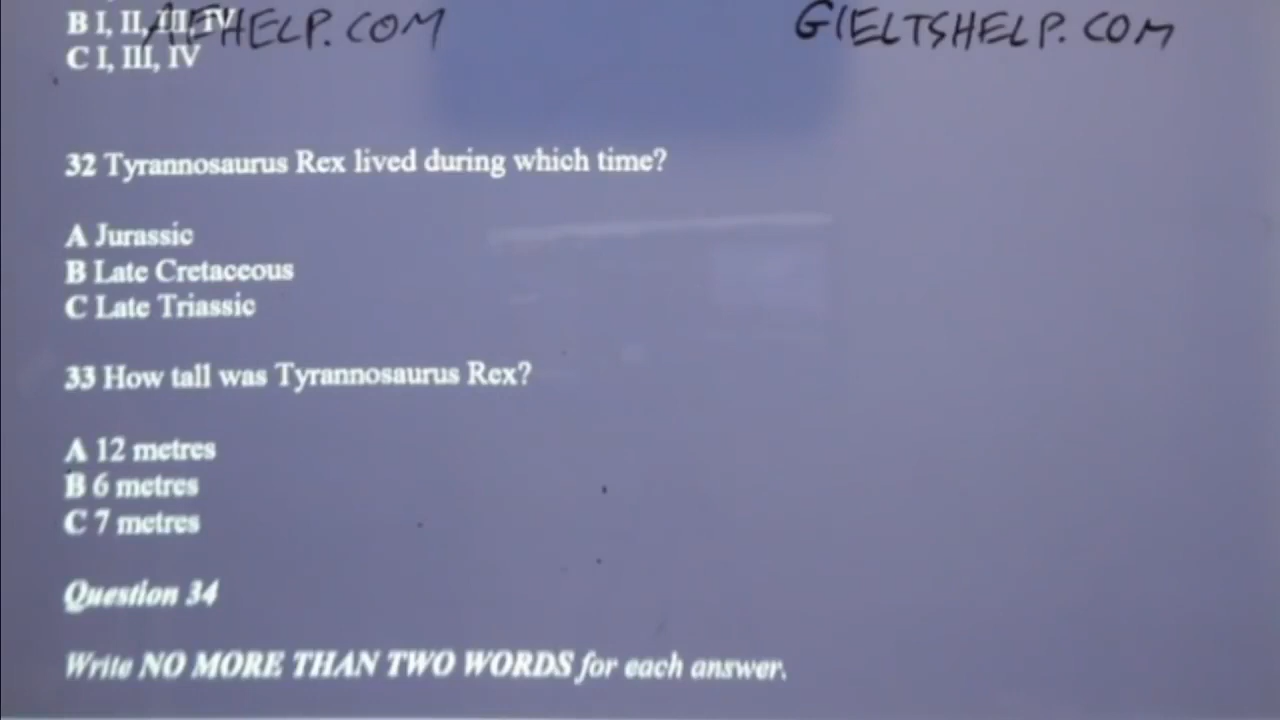 B I, II, III, IV
AEHELP.COM
GIELTSHELP.COM
C I, III, IV
32 Tyrannosaurus Rex lived during which time?
A Jurassic
B Late Cretaceous
C Late Triassic
33 How tall was Tyrannosaurus Rex?
A 12 metres
B 6 metres
C 7 metres
Question 34
Write NO MORE THAN TWO WORDS for each answer.